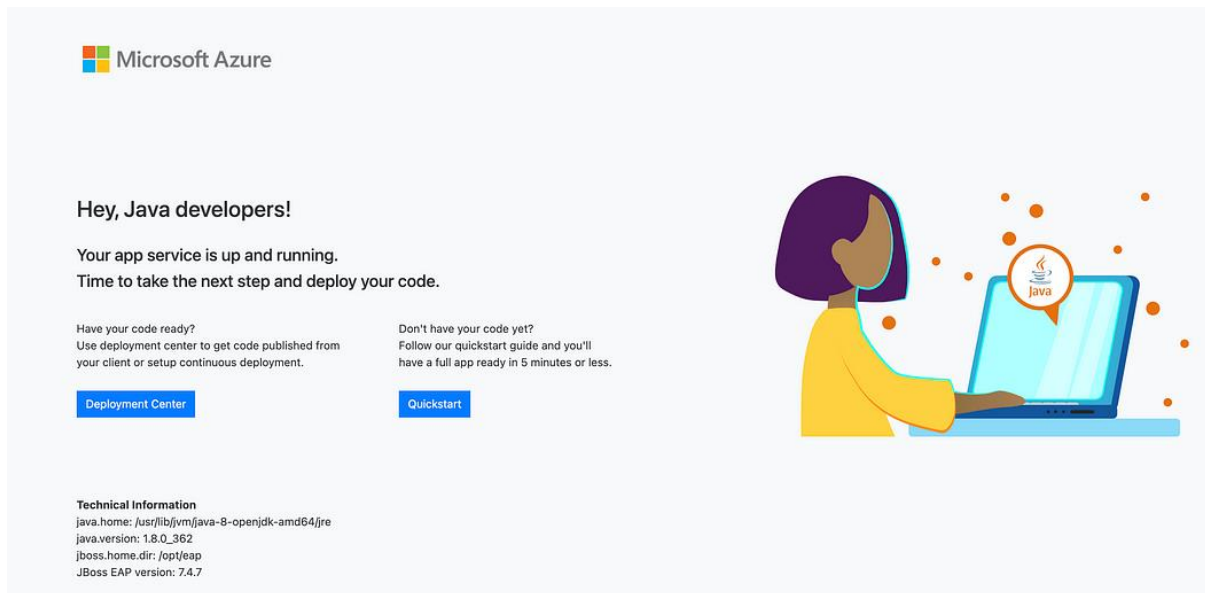 Microsoft Azure
Hey, Java developers!
Your app service is up and running.
Time to take the next step and deploy your code.
Have your code ready?
Use deployment center to get code published from
your client or setup continuous deployment.
Deployment Center
Don't have your code yet?
Follow our quickstart guide and you'll
have a full app ready in 5 minutes or less.
Quickstart
Java
Technical Information
java.home: /usr/lib/jvm/java-8-openjdk-amd64/jre
java.version: 1.8.0_362
jboss.home.dir: /opt/eap
JBoss EAP version: 7.4.7